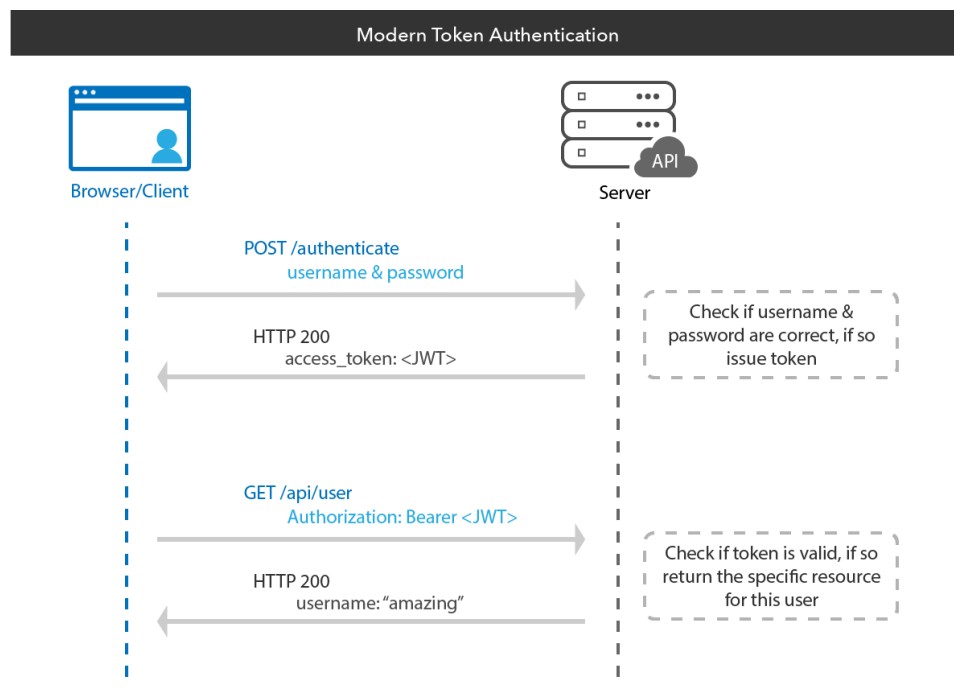 Modern Token Authentication
API
Browser/Client
Server
POST /authenticate
username & password
Check if username &
password are correct, if so
issue token
HTTP 200
access_token: <JWT>
GET /api/user
Authorization: Bearer <JWT>
Check if token is valid, if so
return the specific resource
for this user
HTTP 200
username: “amazing”